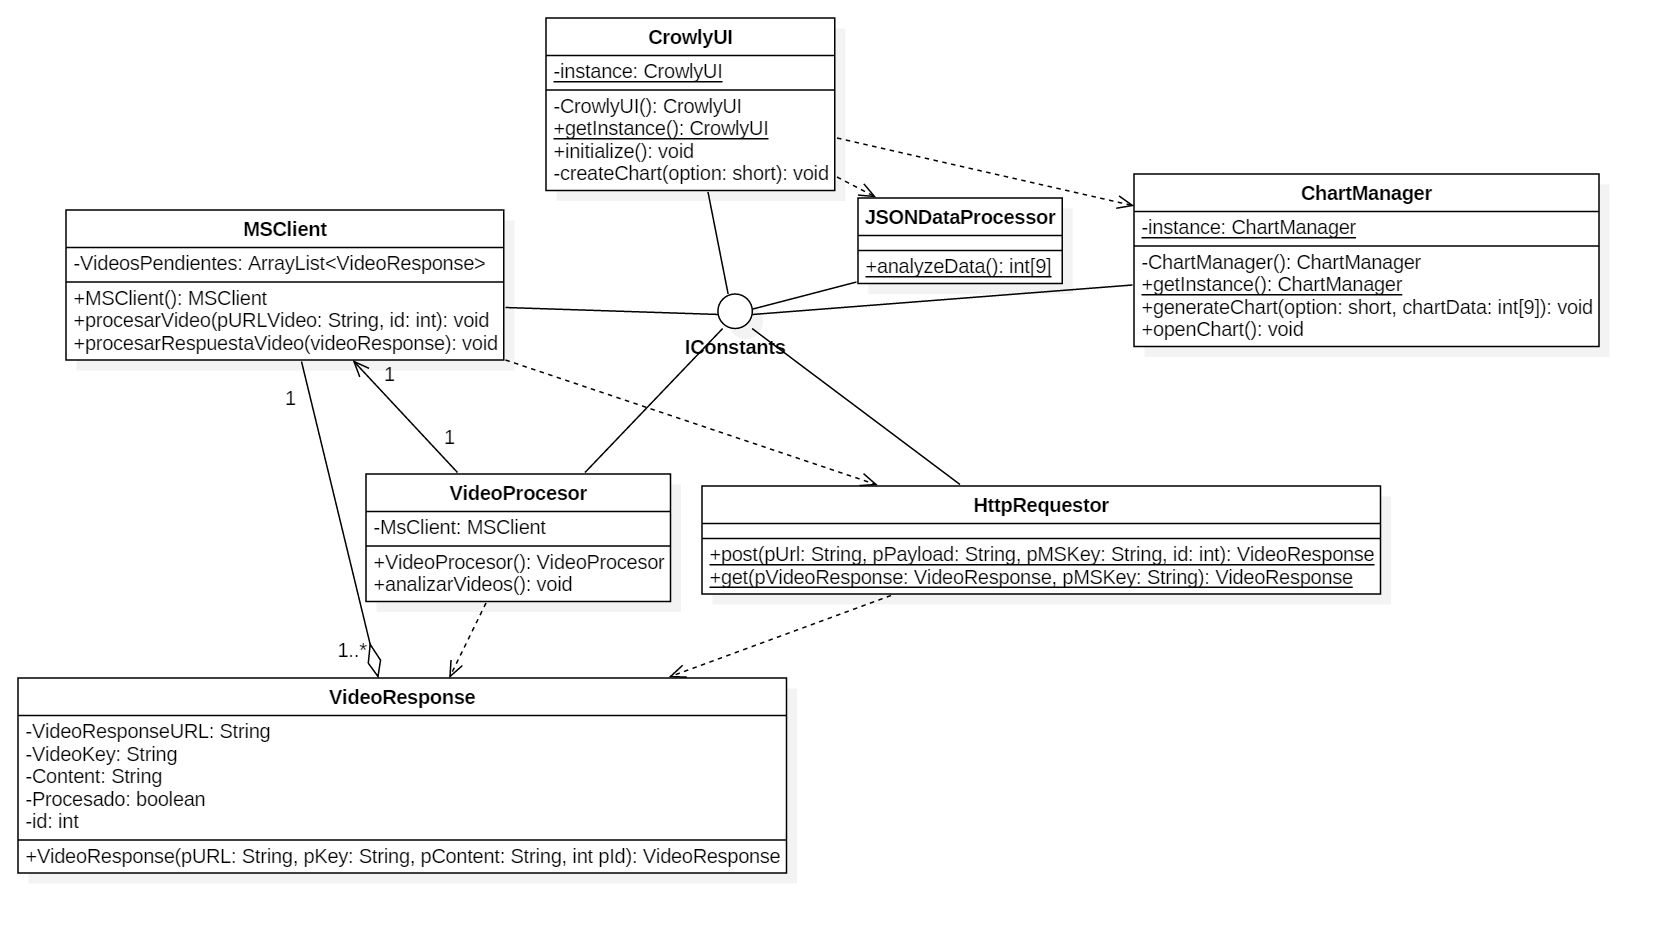 CrowlyUI
-instance: CrowlyUI
-CrowlyUI(): CrowlyUI
+getInstance(): CrowlyUI
+initialize(): void
-createChart(option: short): void
MSClient
-VideosPendientes: ArrayList<VideoResponse>
+MSClient(): MSClient
+procesarVideo(pURLVideo: String, id: int): void
+procesarRespuestaVideo(videoResponse): void
JSONDataProcessor
+analyzeData(): int[9]
ChartManager
-instance: ChartManager
-ChartManager(): ChartManager
+getInstance(): ChartManager
+generateChart(option: short, chartData: int[9]): void
+openChart(): void
IConstants
1
1
1
1..*
VideoProcesor
-MsClient: MSClient
+VideoProcesor(): VideoProcesor
+analizarVideos(): void
HttpRequestor
+post(pUrl: String, pPayload: String, pMSKey: String, id: int): VideoResponse
+get(pVideoResponse: VideoResponse, pMSKey: String): VideoResponse
VideoResponse
-VideoResponseURL: String
-VideoKey: String
-Content: String
-Procesado: boolean
-id: int
+VideoResponse(pURL: String, pKey: String, pContent: String, int pId): VideoResponse